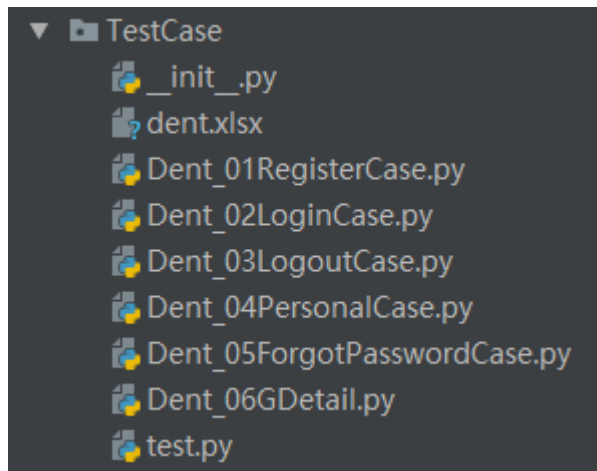 TestCase
__init__.py
dent.xlsx
Dent_01RegisterCase.py
Dent_02LoginCase.py
Dent_03LogoutCase.py
Dent_04PersonalCase.py
Dent_05ForgotPasswordCase.py
Dent_06GDetail.py
test.py